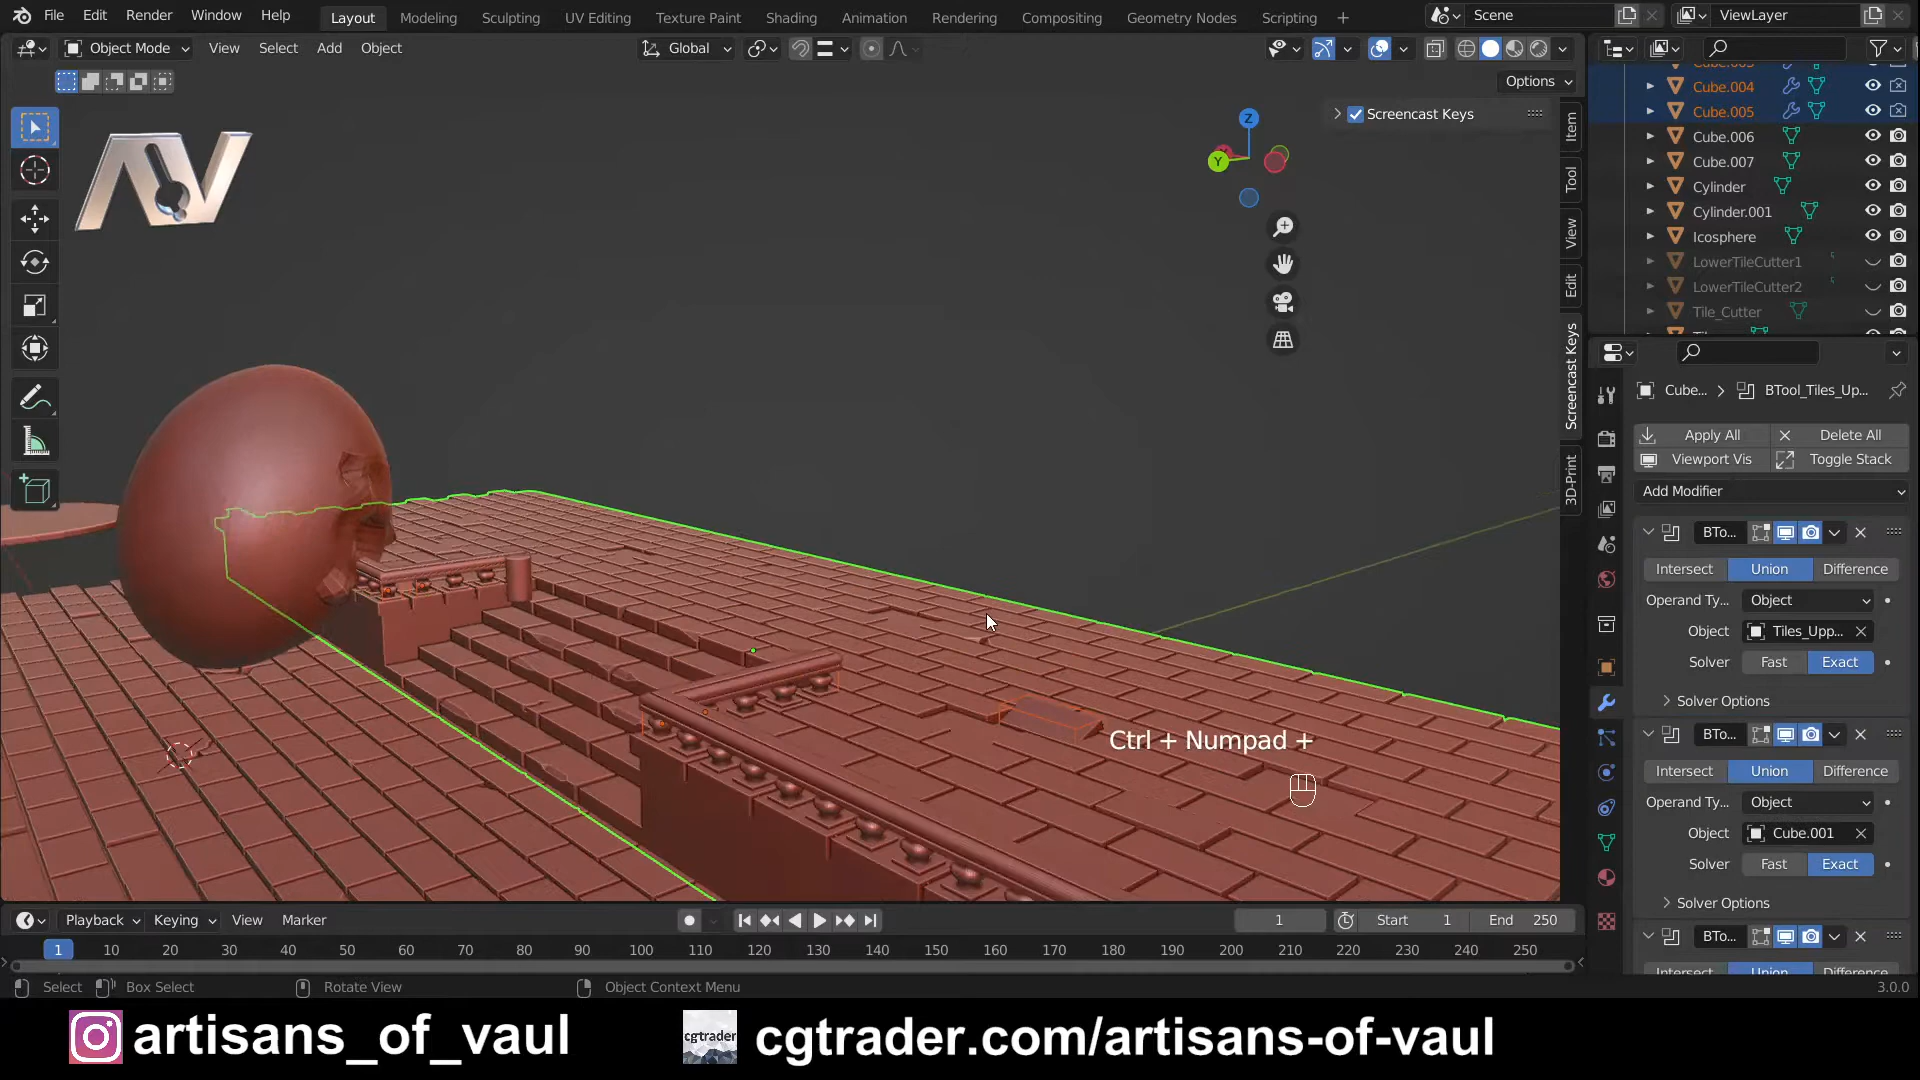 File Edit Render Window Help Layout Modeling Sculpting UV Editing Texture Paint Shading Animation Rendering Compositing Geometry Nodes Scripting + Scene ViewLayer
Object Mode View Select Add Object Global
Options
Screencast Keys
Item
Tool
View
Edit
Screencast Keys
3D-Print
Z
Y
AV
Cube.004
Cube.005
Cube.006
Cube.007
Cylinder
Cylinder.001
Icosphere
LowerTileCutter1
LowerTileCutter2
Tile_Cutter
Cube... > BTool_Tiles_Up...
Apply All Delete All
Viewport Vis Toggle Stack
Add Modifier
BTo...
Intersect Union Difference
Operand Ty... Object
Object Tiles_Upp...
Solver Fast Exact
Solver Options
BTo...
Intersect Union Difference
Operand Ty... Object
Object Cube.001
Solver Fast Exact
Solver Options
BTo...
Intersect Union Difference
Ctrl + Numpad +
Playback Keying View Marker 1 Start 1 End 250
1 10 20 30 40 50 60 70 80 90 100 110 120 130 140 150 160 170 180 190 200 210 220 230 240 250
Select Box Select Rotate View Object Context Menu 3.0.0
artisans_of_vaul cgtrader cgtrader.com/artisans-of-vaul